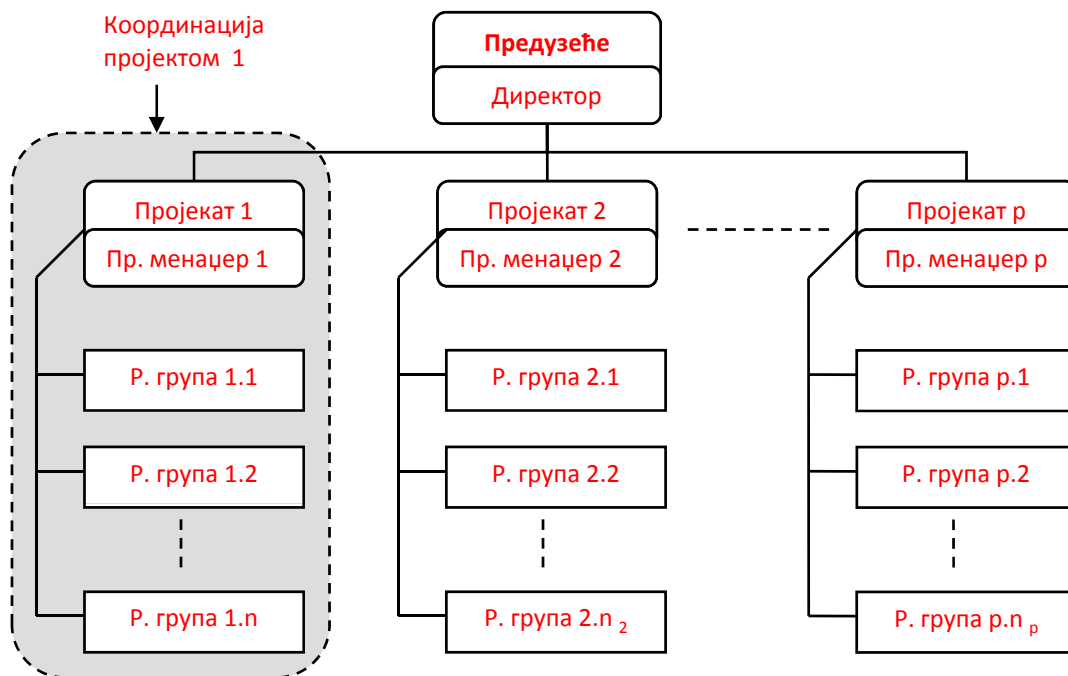 Координација
пројектом 1
Предузеће
Директор
Пројекат 1
Пр. менаџер 1
Р. група 1.1
Р. група 1.2
Р. група 1.n
Пројекат 2
Пр. менаџер 2
Р. група 2.1
Р. група 2.2
Р. група 2.n 2
Пројекат р
Пр. менаџер р
Р. група р.1
Р. група р.2
Р. група р.n р